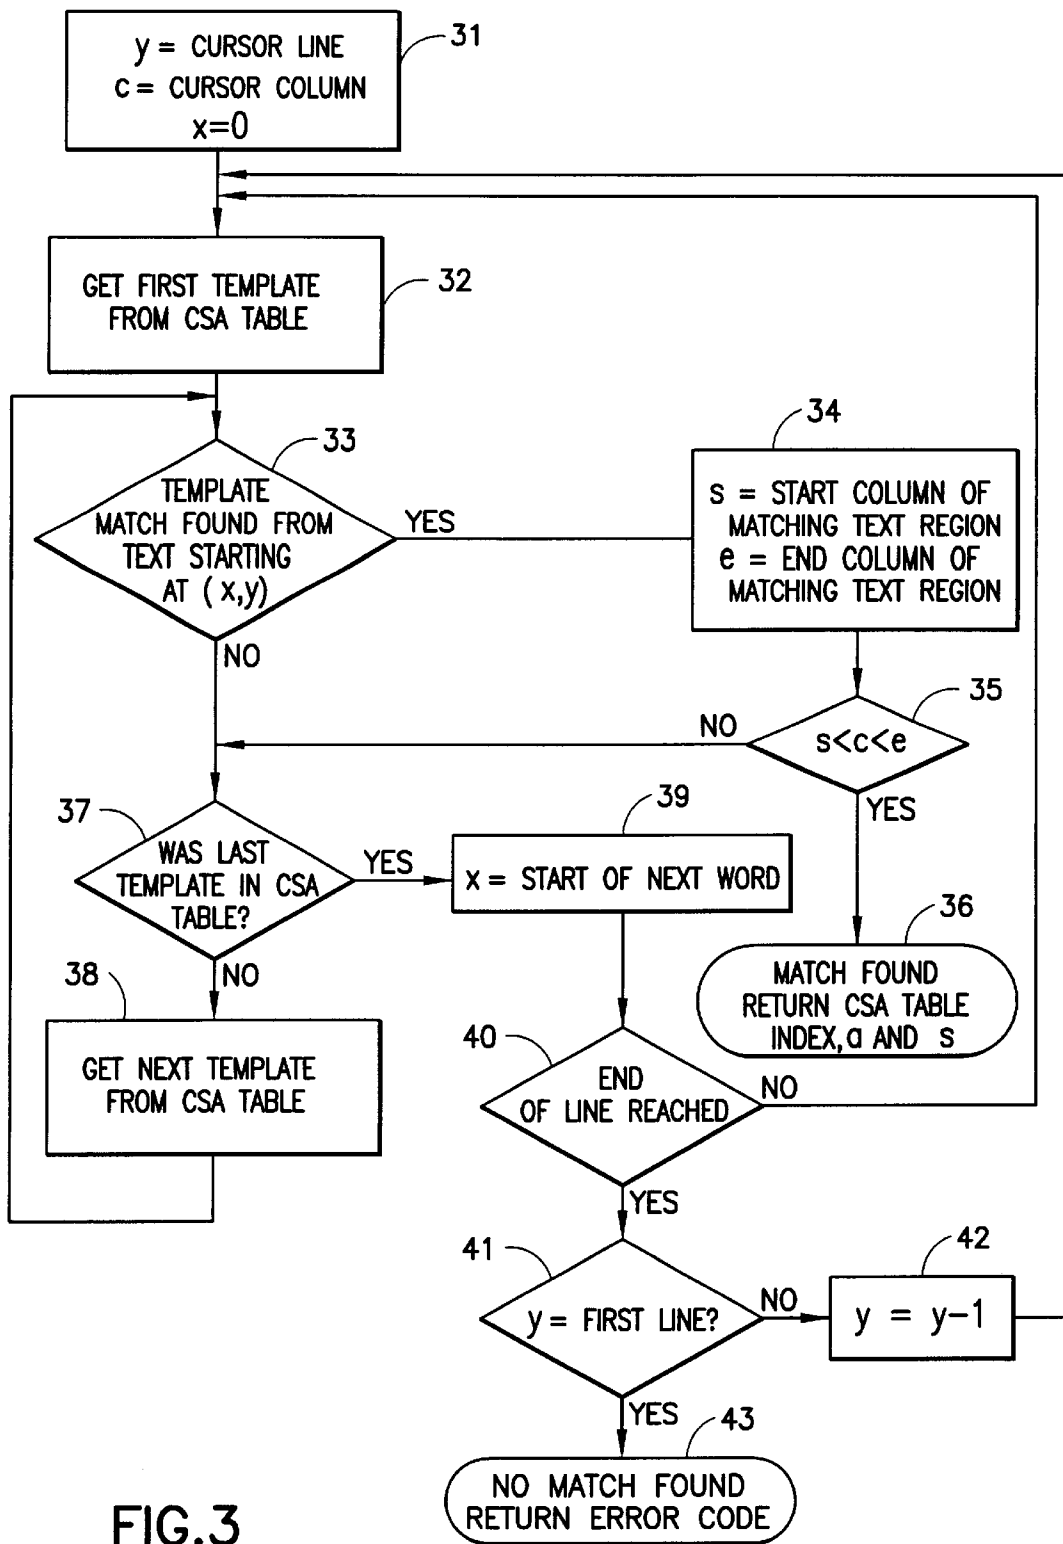 y = CURSOR LINE
c = CURSOR COLUMN
x=0
31
GET FIRST TEMPLATE
FROM CSA TABLE
32
TEMPLATE
MATCH FOUND FROM
TEXT STARTING
AT (x,y)
33
YES
NO
34
s = START COLUMN OF
MATCHING TEXT REGION
e = END COLUMN OF
MATCHING TEXT REGION
35
s<c<e
NO
YES
36
MATCH FOUND
RETURN CSA TABLE
INDEX, a AND s
37
WAS LAST
TEMPLATE IN CSA
TABLE?
YES
NO
38
GET NEXT TEMPLATE
FROM CSA TABLE
39
x = START OF NEXT WORD
40
END
OF LINE REACHED
NO
YES
41
y = FIRST LINE?
NO
YES
42
y = y-1
43
NO MATCH FOUND
RETURN ERROR CODE
FIG.3